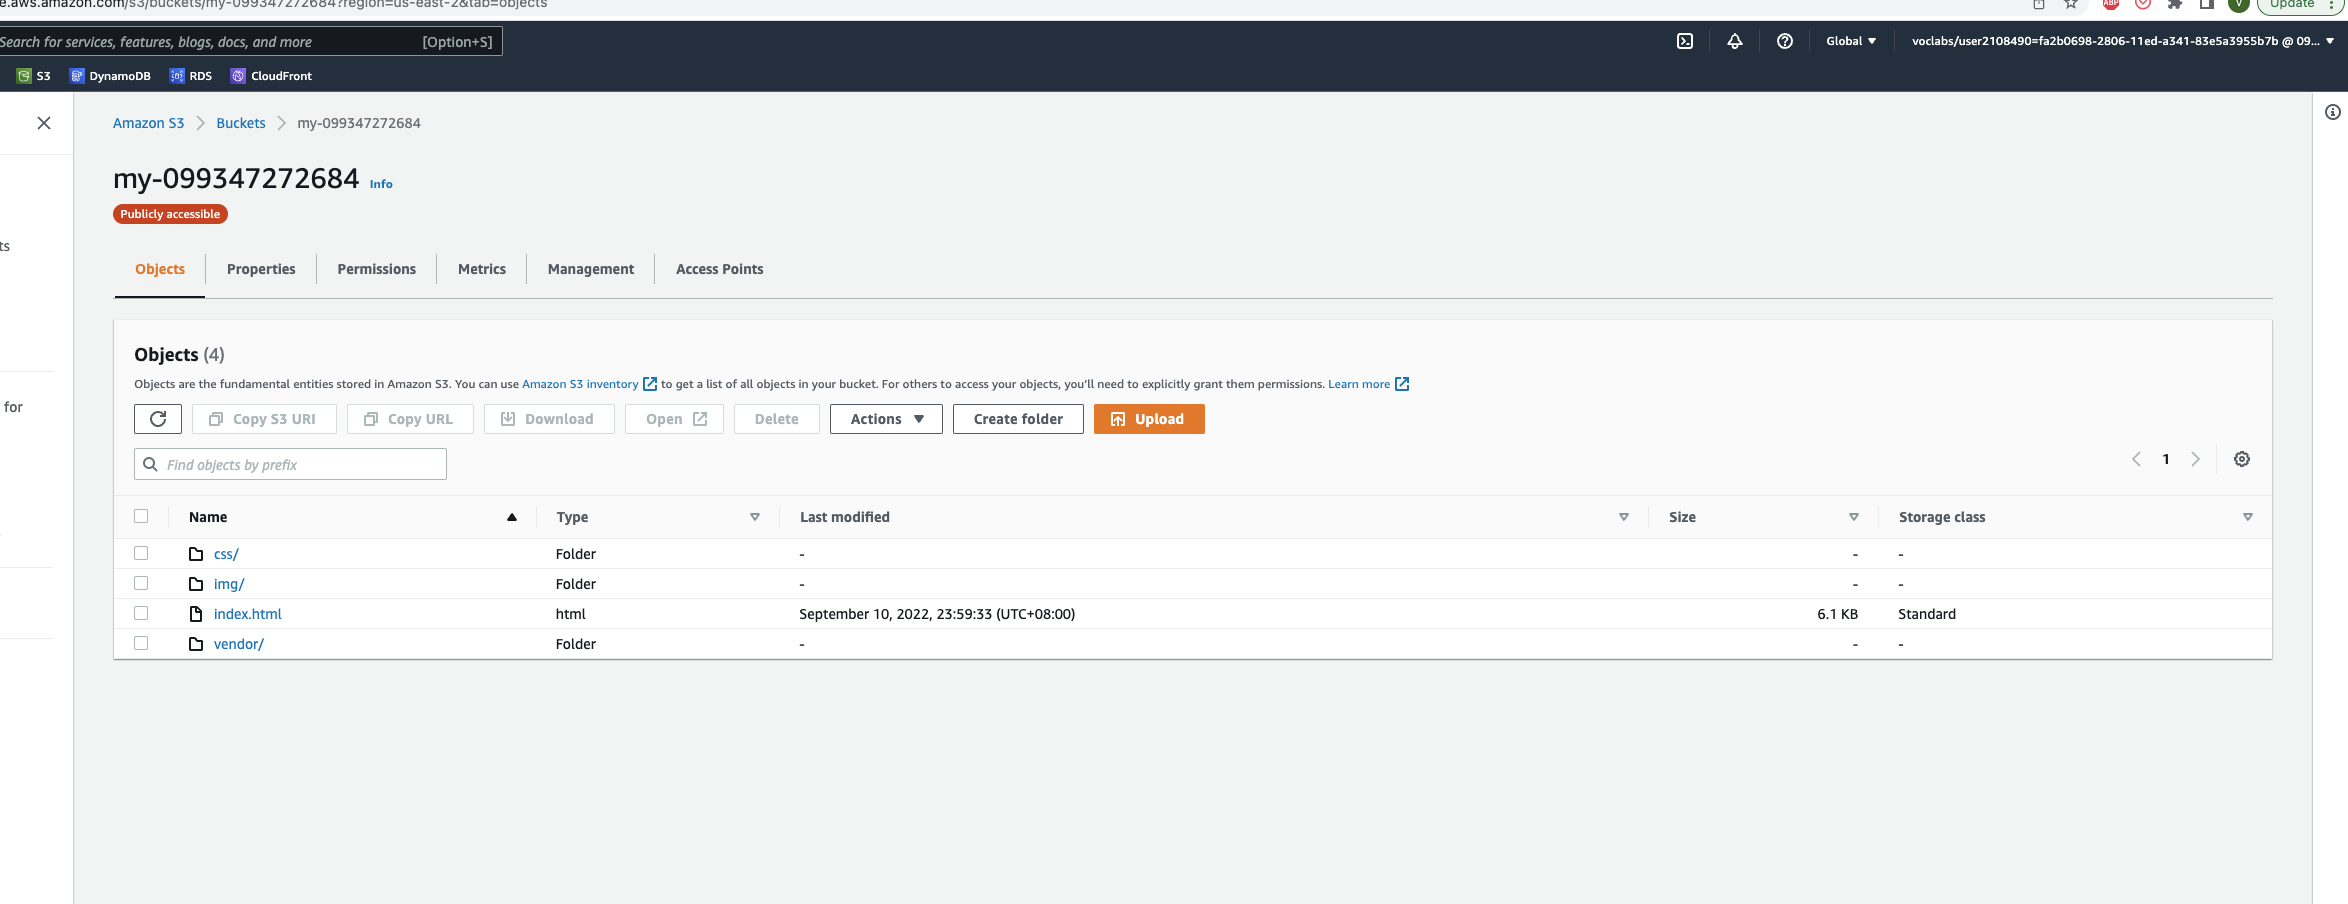 e.aws.amazon.com/s3/buckets/my-099347272684?region=us-east-2&tab=objects
ABP
V
Update
Search for services, features, blogs, docs, and more [Option+S]
Global
voclabs/user2108490=fa2b0698-2806-11ed-a341-83e5a3955b7b @ 09...
S3 DynamoDB RDS CloudFront
Amazon S3 Buckets my-099347272684
my-099347272684 Info
Publicly accessible
ts
Objects Properties Permissions Metrics Management Access Points
Objects (4)
Objects are the fundamental entities stored in Amazon S3. You can use Amazon S3 inventory to get a list of all objects in your bucket. For others to access your objects, you’ll need to explicitly grant them permissions. Learn more
for
Copy S3 URI Copy URL Download Open Delete Actions Create folder Upload
Find objects by prefix
1
Name Type Last modified Size Storage class
css/ Folder - - -
img/ Folder - - -
index.html html September 10, 2022, 23:59:33 (UTC+08:00) 6.1 KB Standard
vendor/ Folder - - -